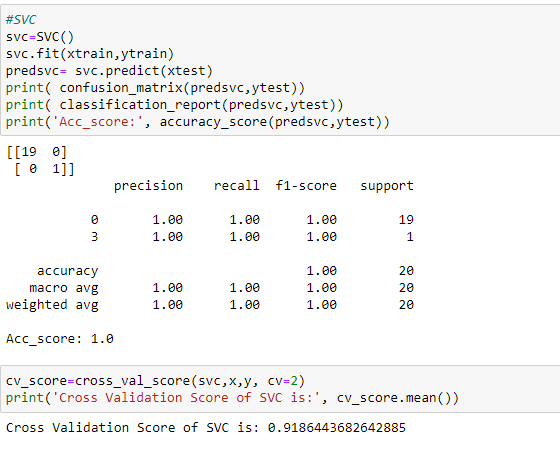 #SVC
svc=SVC()
svc.fit(xtrain,ytrain)
predsvc= svc.predict(xtest)
print( confusion_matrix(predsvc,ytest))
print( classification_report(predsvc,ytest))
print('Acc_score:', accuracy_score(predsvc,ytest))
[[19  0]
 [ 0  1]]
              precision    recall  f1-score   support

           0       1.00      1.00      1.00        19
           3       1.00      1.00      1.00         1

    accuracy                           1.00        20
   macro avg       1.00      1.00      1.00        20
weighted avg       1.00      1.00      1.00        20

Acc_score: 1.0
cv_score=cross_val_score(svc,x,y, cv=2)
print('Cross Validation Score of SVC is:', cv_score.mean())
Cross Validation Score of SVC is: 0.9186443682642885